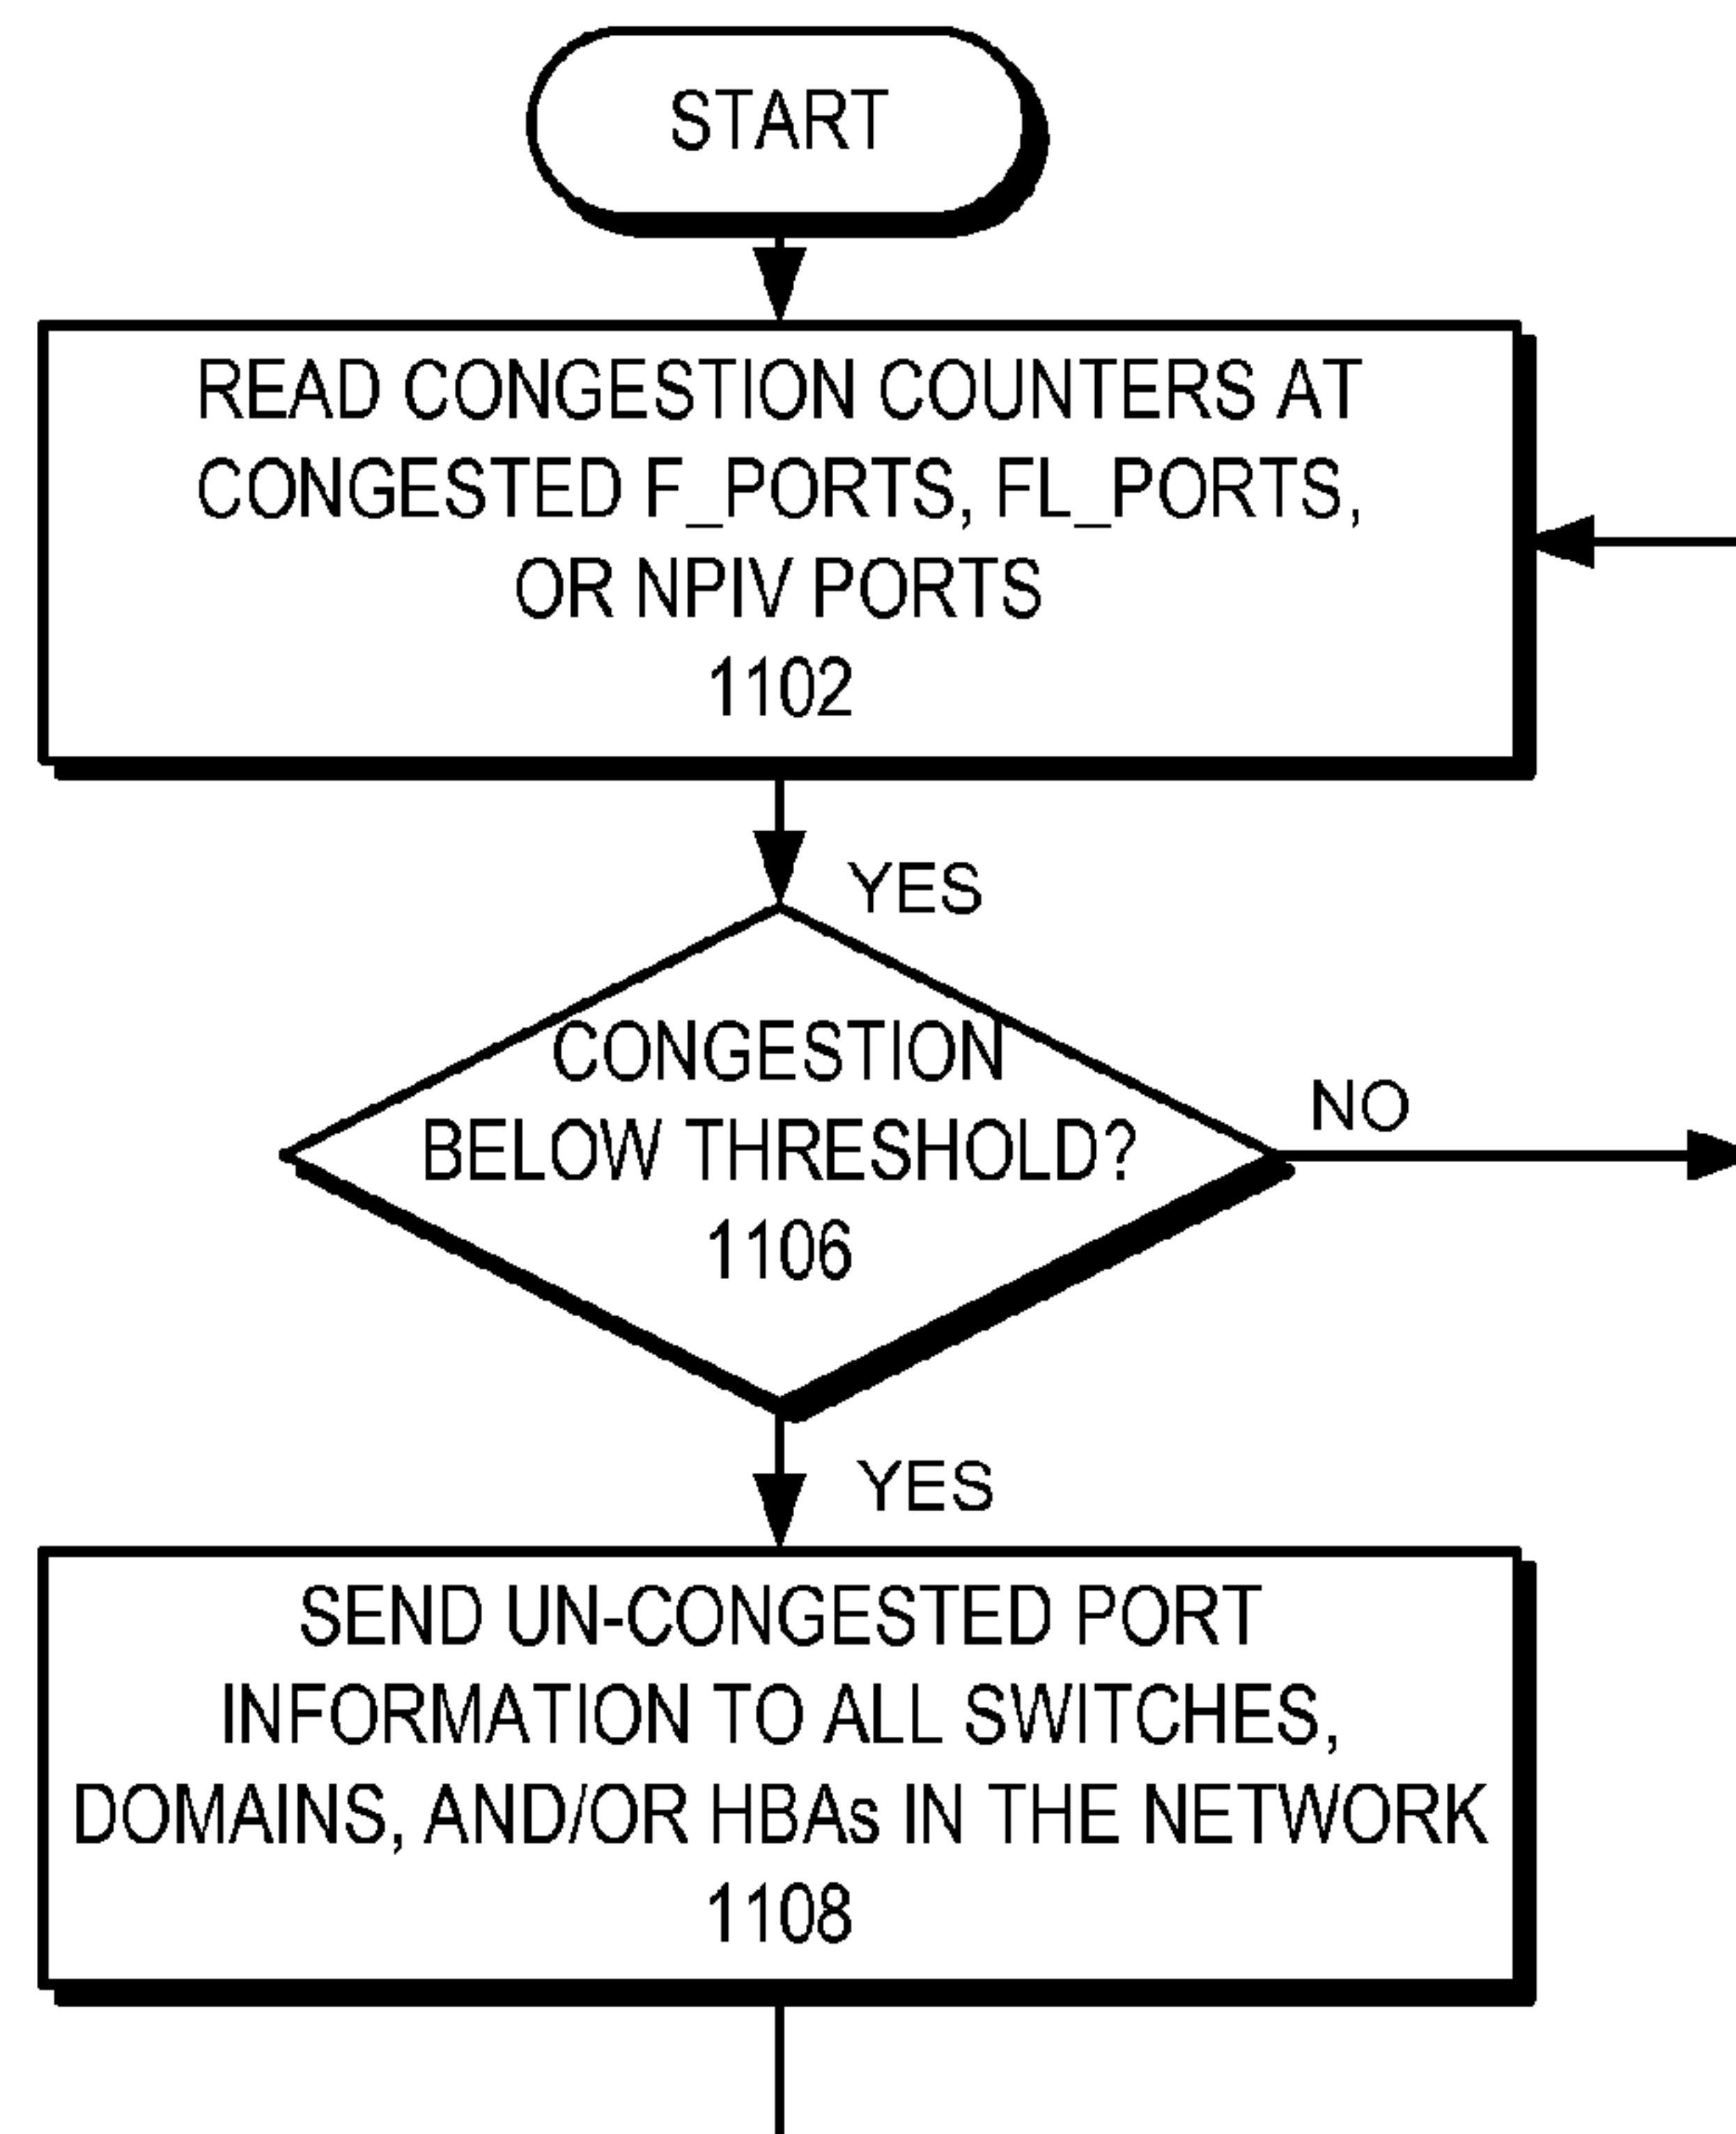 START
READ CONGESTION COUNTERS AT
CONGESTED F_PORTS, FL_PORTS,
OR NPIV PORTS
1102
YES
CONGESTION
BELOW THRESHOLD?
1106
NO
YES
SEND UN-CONGESTED PORT
INFORMATION TO ALL SWITCHES,
DOMAINS, AND/OR HBAs IN THE NETWORK
1108